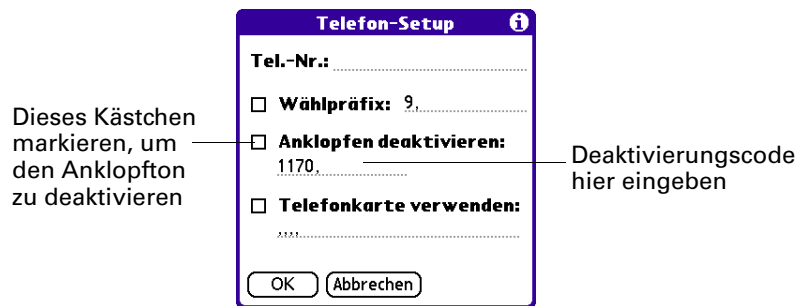 Telefon-Setup
Tel.-Nr.:
Wählpräfix: 9,
Dieses Kästchen
markieren, um
den Anklopfton
zu deaktivieren
Anklopfen deaktivieren:
1170,
Deaktivierungscode
hier eingeben
Telefonkarte verwenden:
,,,,
OK Abbrechen